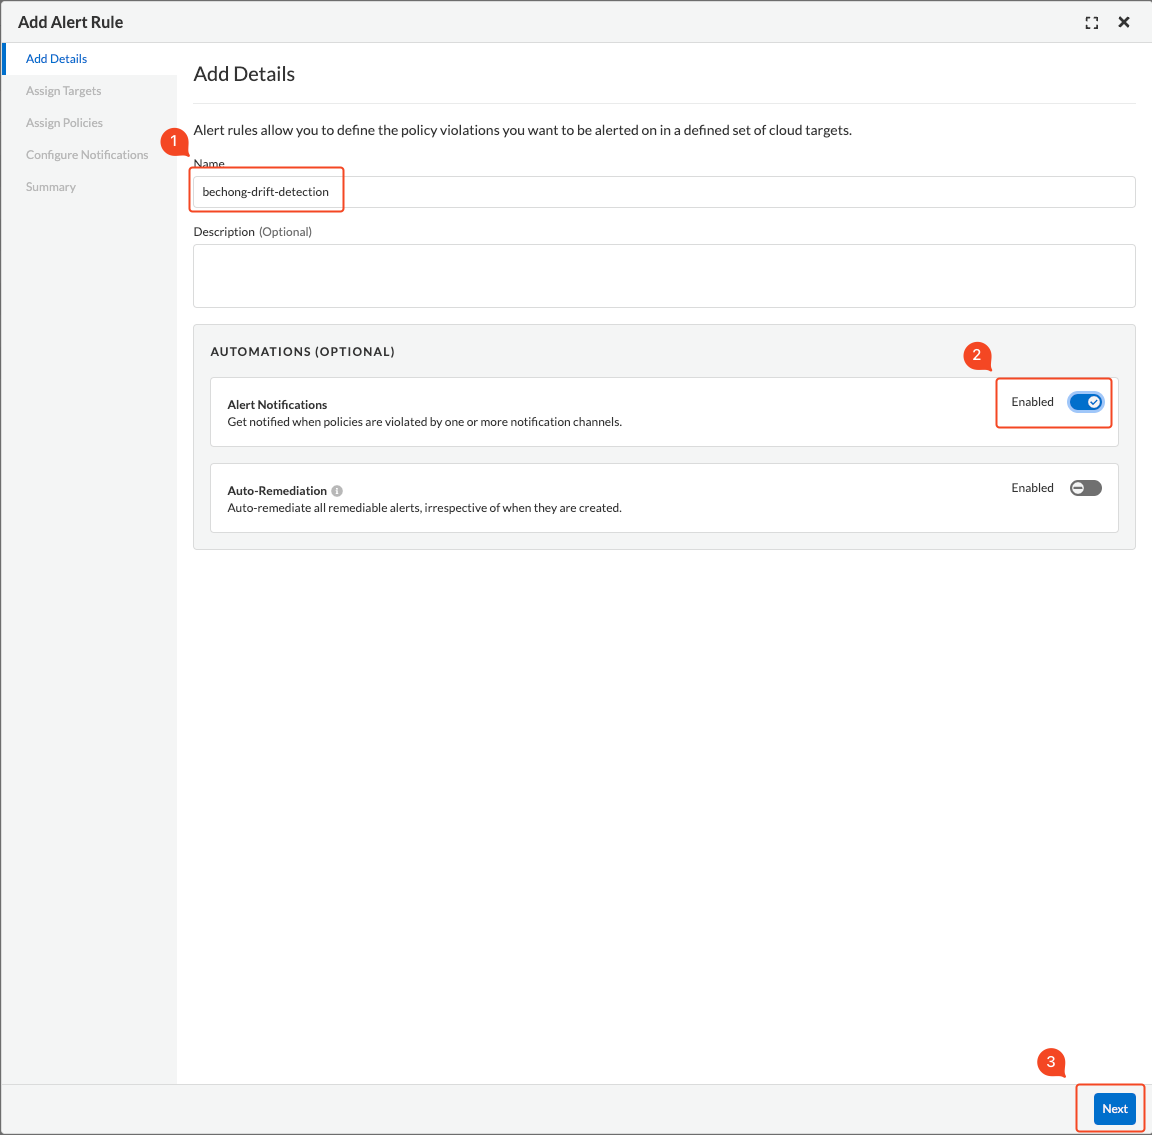 Add Alert Rule
Add Details
Assign Targets
Assign Policies
Configure Notifications
Summary
Add Details
Alert rules allow you to define the policy violations you want to be alerted on in a defined set of cloud targets.
1
Name
bechong-drift-detection
Description (Optional)
AUTOMATIONS (OPTIONAL)
2
Alert Notifications
Enabled
Get notified when policies are violated by one or more notification channels.
Auto-Remediation
Enabled
Auto-remediate all remediable alerts, irrespective of when they are created.
3
Next